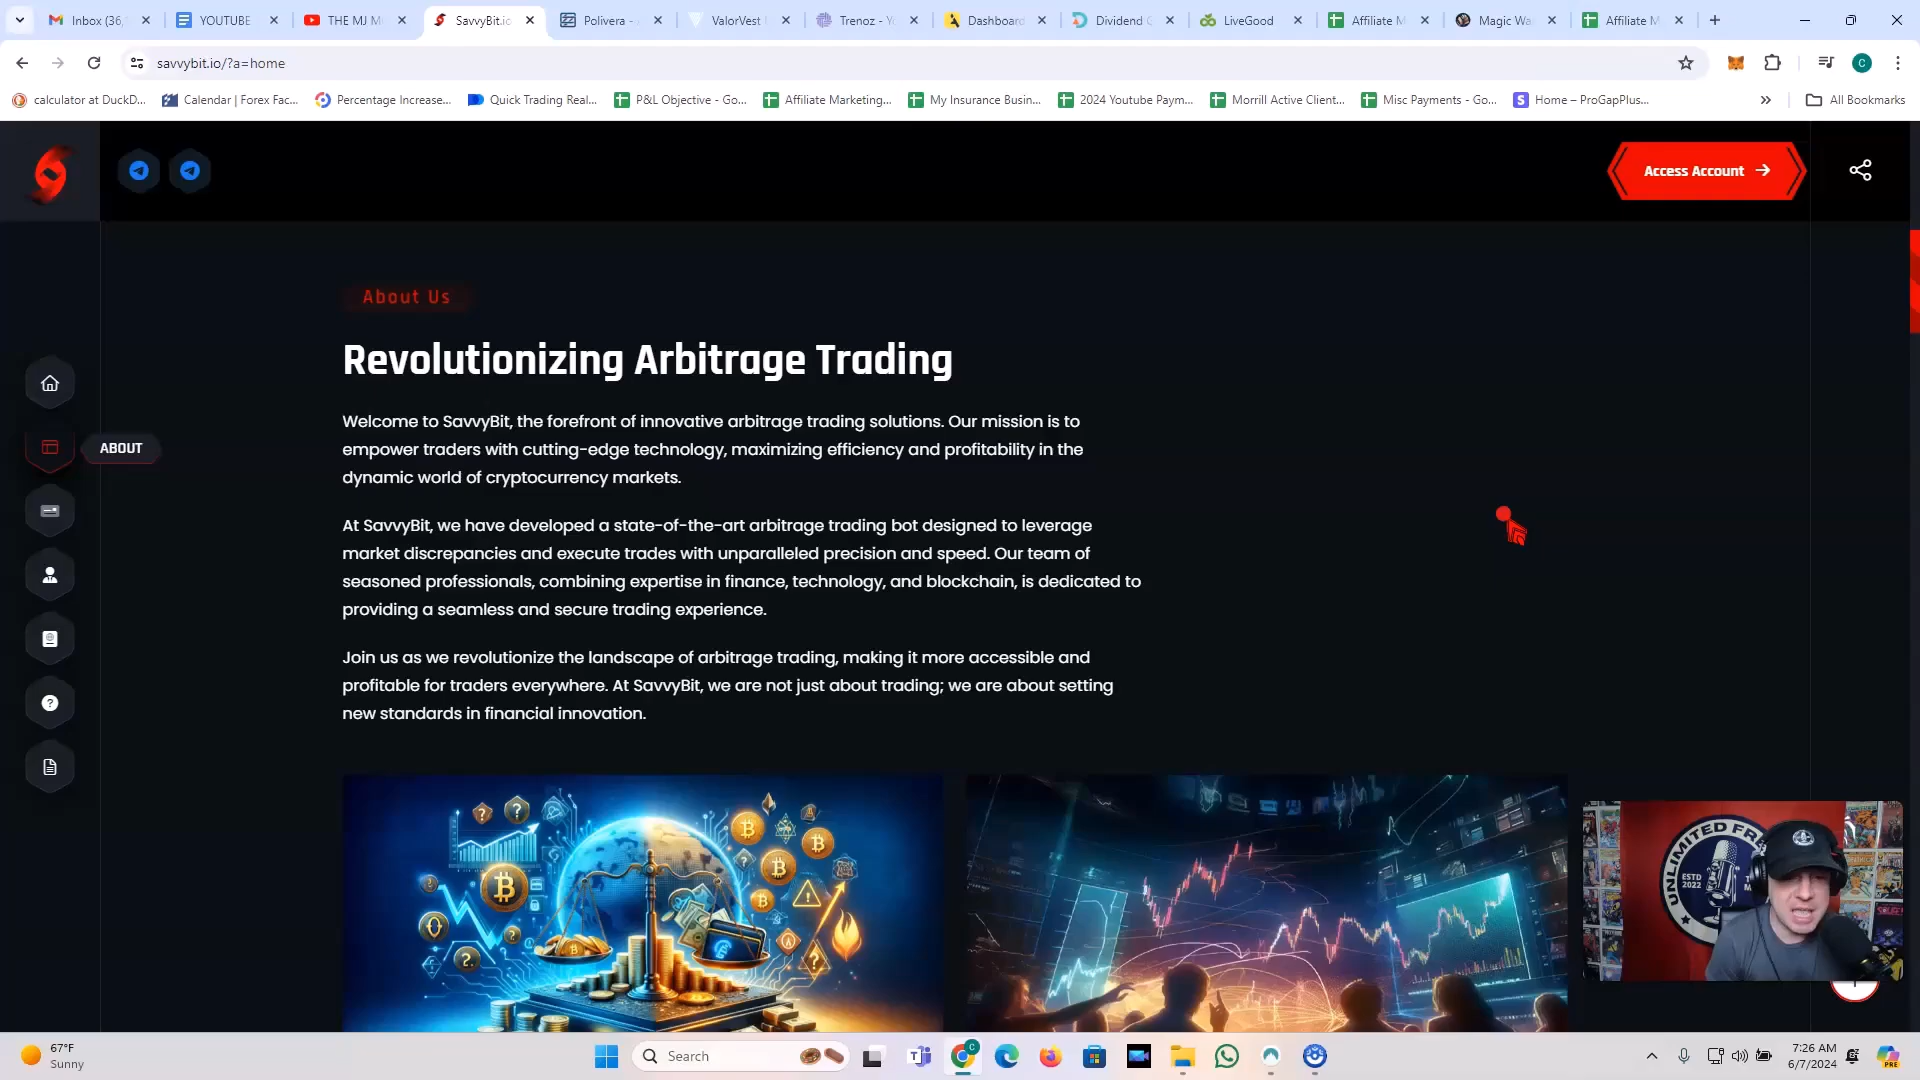 Inbox (36,
YOUTUBE
THE MJ M
SavvyBit.io
Polivera -
ValorVest
Trenoz - Y
Dashboard
Dividend
LiveGood
Affiliate M
Magic Wa
Affiliate M
savvybit.io/?a=home
calculator at DuckD...
Calendar | Forex Fac...
Percentage Increase...
Quick Trading Real...
P&L Objective - Go...
Affiliate Marketing...
My Insurance Busin...
2024 Youtube Paym...
Morrill Active Client...
Misc Payments - Go...
Home – ProGapPlus...
All Bookmarks
Access Account
About Us
Revolutionizing Arbitrage Trading
Welcome to SavvyBit, the forefront of innovative arbitrage trading solutions. Our mission is to
empower traders with cutting-edge technology, maximizing efficiency and profitability in the
dynamic world of cryptocurrency markets.
ABOUT
At SavvyBit, we have developed a state-of-the-art arbitrage trading bot designed to leverage
market discrepancies and execute trades with unparalleled precision and speed. Our team of
seasoned professionals, combining expertise in finance, technology, and blockchain, is dedicated to
providing a seamless and secure trading experience.
Join us as we revolutionize the landscape of arbitrage trading, making it more accessible and
profitable for traders everywhere. At SavvyBit, we are not just about trading; we are about setting
new standards in financial innovation.
UNLIMITED
ESTD
2022
67°F
Sunny
Search
7:26 AM
6/7/2024